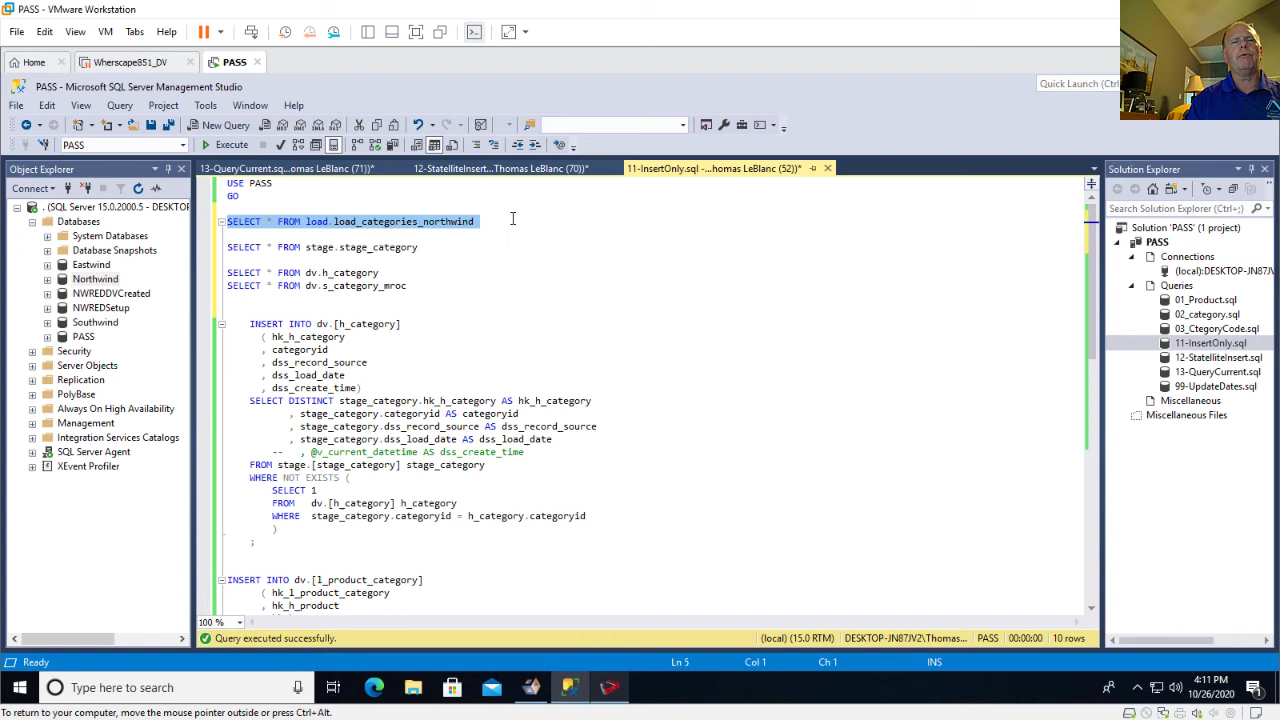 PASS - VMware Workstation
File Edit View VM Tabs Help
Home Wherscape851_DV PASS
PASS - Microsoft SQL Server Management Studio
Quick Launch (Ctrl
File Edit View Query Project Tools Window Help
New Query
PASS Execute
Object Explorer
13-QueryCurrent.sq...omas LeBlanc (71))* 12-StatelliteInsert...Thomas LeBlanc (70))* 11-InsertOnly.sql -...homas LeBlanc (52))*
Solution Explorer
Connect
. (SQL Server 15.0.2000.5 - DESKTOP
Databases
System Databases
Database Snapshots
Eastwind
Northwind
NWREDDVCreated
NWREDSetup
Southwind
PASS
Security
Server Objects
Replication
PolyBase
Always On High Availability
Management
Integration Services Catalogs
SQL Server Agent
XEvent Profiler
USE PASS
GO
SELECT * FROM load.load_categories_northwind
SELECT * FROM stage.stage_category
SELECT * FROM dv.h_category
SELECT * FROM dv.s_category_mroc
INSERT INTO dv.[h_category]
( hk_h_category
, categoryid
, dss_record_source
, dss_load_date
, dss_create_time)
SELECT DISTINCT stage_category.hk_h_category AS hk_h_category
, stage_category.categoryid AS categoryid
, stage_category.dss_record_source AS dss_record_source
, stage_category.dss_load_date AS dss_load_date
-- , @v_current_datetime AS dss_create_time
FROM stage.[stage_category] stage_category
WHERE NOT EXISTS (
SELECT 1
FROM dv.[h_category] h_category
WHERE stage_category.categoryid = h_category.categoryid
)
;
INSERT INTO dv.[l_product_category]
( hk_l_product_category
, hk_h_product
100 %
Search Solution Explorer (Ctrl+;)
Solution 'PASS' (1 project)
PASS
Connections
(local):DESKTOP-JN87JV
Queries
01_Product.sql
02_category.sql
03_CtegoryCode.sql
11-InsertOnly.sql
12-StatelliteInsert.sql
13-QueryCurrent.sql
99-UpdateDates.sql
Miscellaneous
Miscellaneous Files
Query executed successfully. (local) (15.0 RTM) DESKTOP-JN87JV2\Thomas... PASS 00:00:00 10 rows
Ready Ln 5 Col 1 Ch 1 INS
Type here to search
4:11 PM
10/26/2020
1
To return to your computer, move the mouse pointer outside or press Ctrl+Alt.